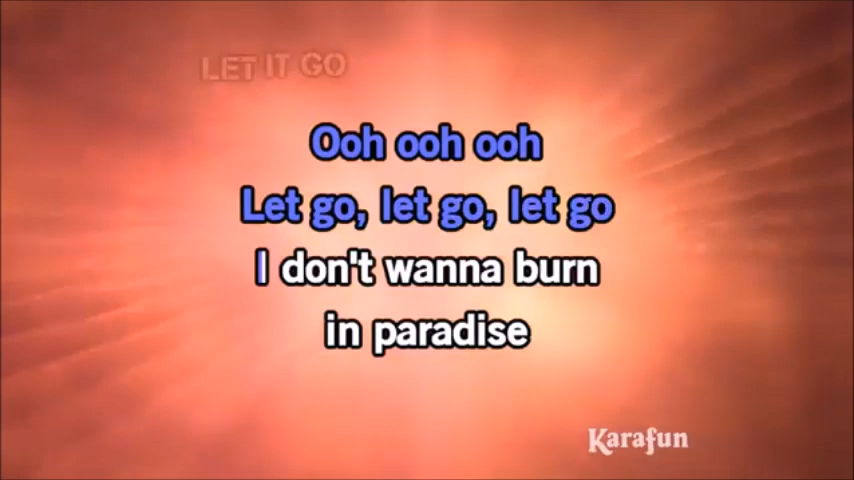 LET IT GO
Ooh ooh ooh
Let go, let go, let go
I don't wanna burn
in paradise
Karafun